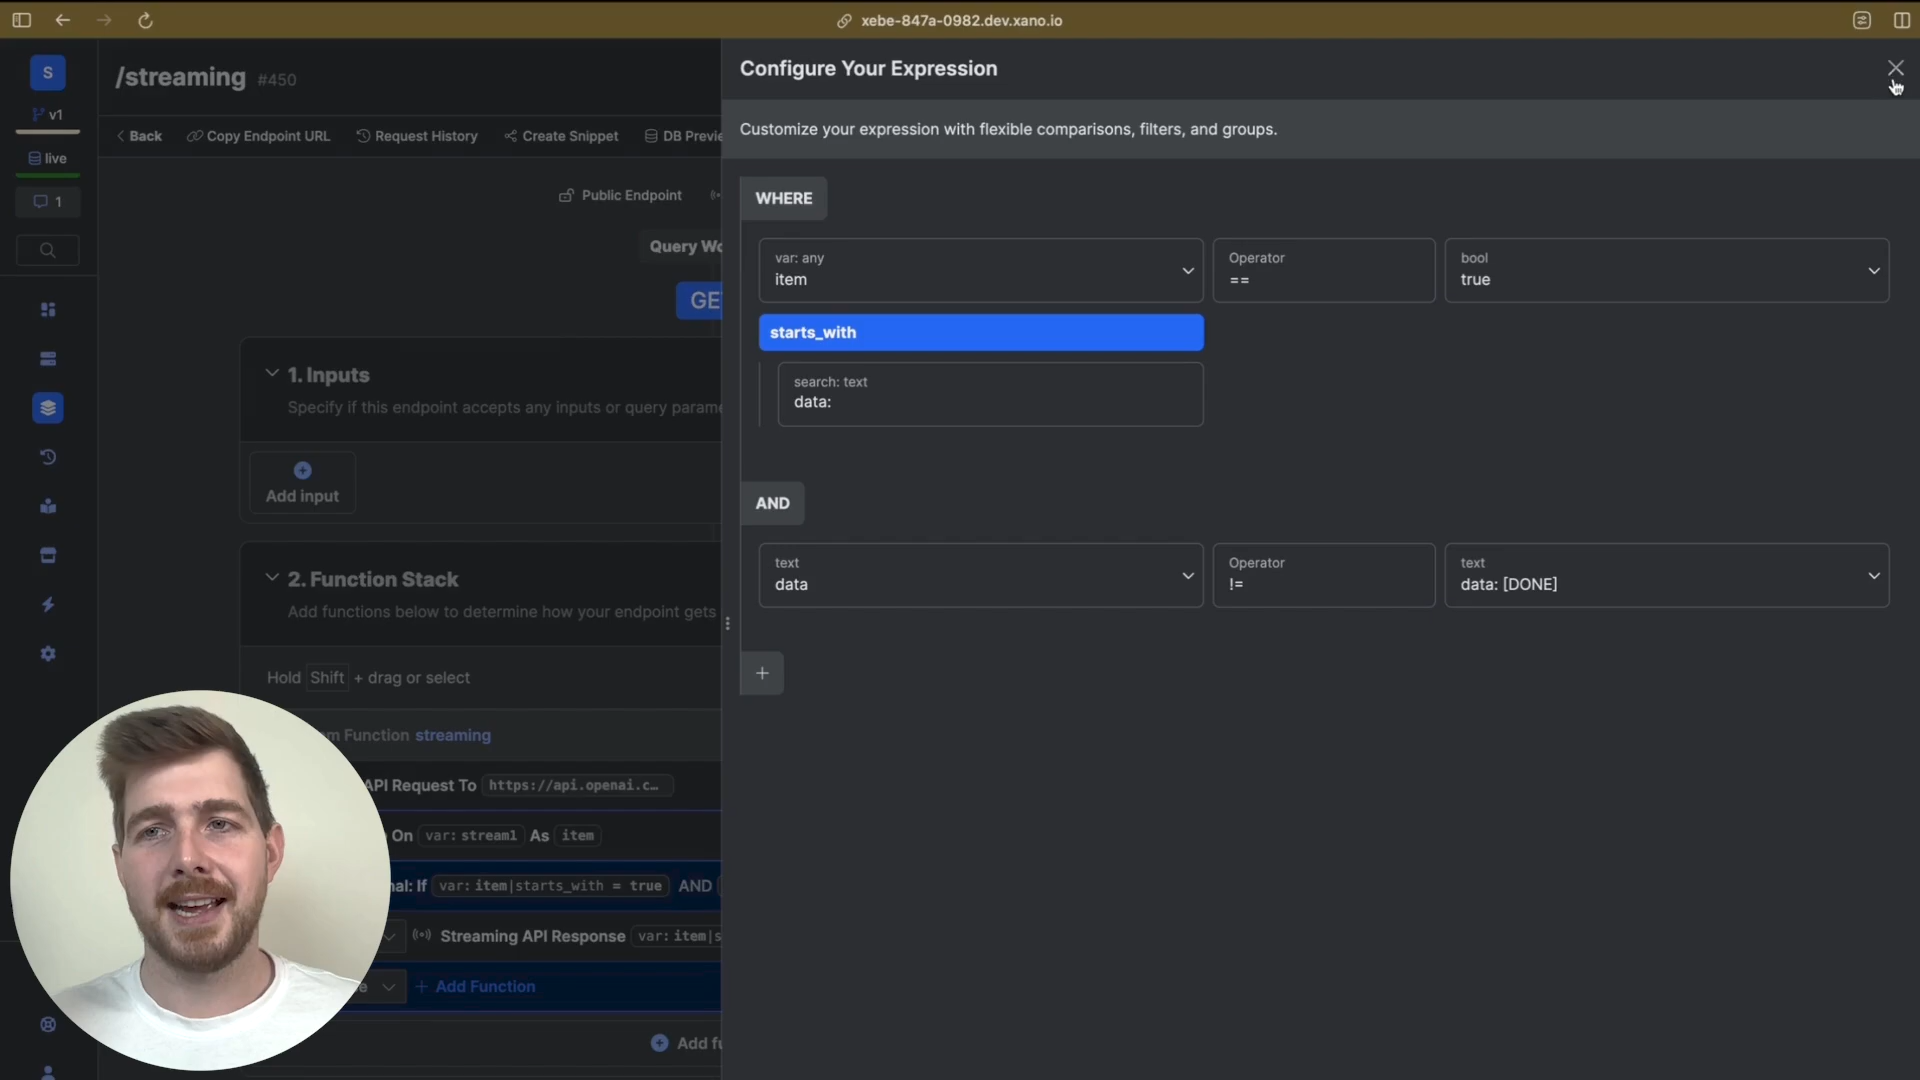 xebe-847a-0982.dev.xano.io
S
v1
live
1
/streaming #450
Back
Copy Endpoint URL
Request History
Create Snippet
DB Previe
Public Endpoint
Query Wo
GE
1. Inputs
Specify if this endpoint accepts any inputs or query parame
Add input
2. Function Stack
Add functions below to determine how your endpoint gets
Hold Shift + drag or select
m Function streaming
API Request To https://api.openai.c…
On var: stream1 As item
nal: If var: item|starts_with = true AND
Streaming API Response var: item|s
e + Add Function
Add fu
Configure Your Expression
Customize your expression with flexible comparisons, filters, and groups.
WHERE
var: any
item
Operator
==
bool
true
starts_with
search: text
data:
AND
text
data
Operator
!=
text
data: [DONE]
+